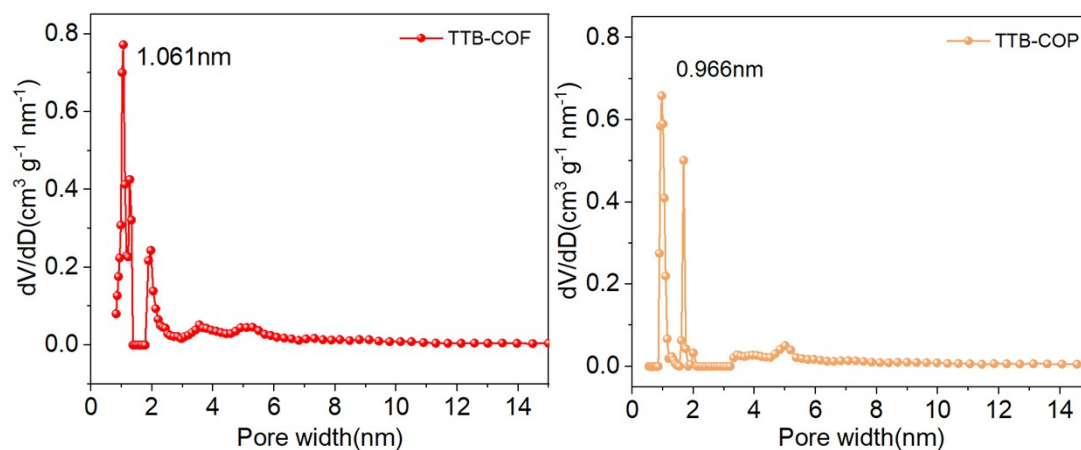 TTB-COF
1.061nm
dV/dD(cm³ g⁻¹ nm⁻¹)
0.8
0.6
0.4
0.2
0.0
0 2 4 6 8 10 12 14
Pore width(nm)
TTB-COP
0.966nm
dV/dD(cm³ g⁻¹ nm⁻¹)
0.8
0.6
0.4
0.2
0.0
0 2 4 6 8 10 12 14
Pore width(nm)